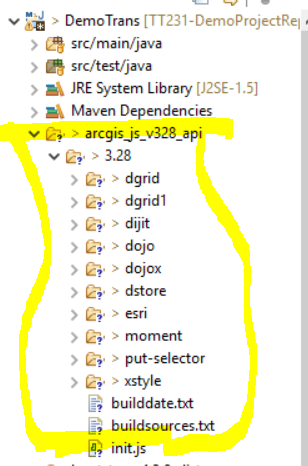 > DemoTrans [TT231-DemoProjectRe
> src/main/java
> src/test/java
> JRE System Library [J2SE-1.5]
> Maven Dependencies
> arcgis_js_v328_api
> 3.28
> > dgrid
> > dgrid1
> > dijit
> > dojo
> > dojox
> > dstore
> > esri
> > moment
> > put-selector
> > xstyle
builddate.txt
buildsources.txt
init.js